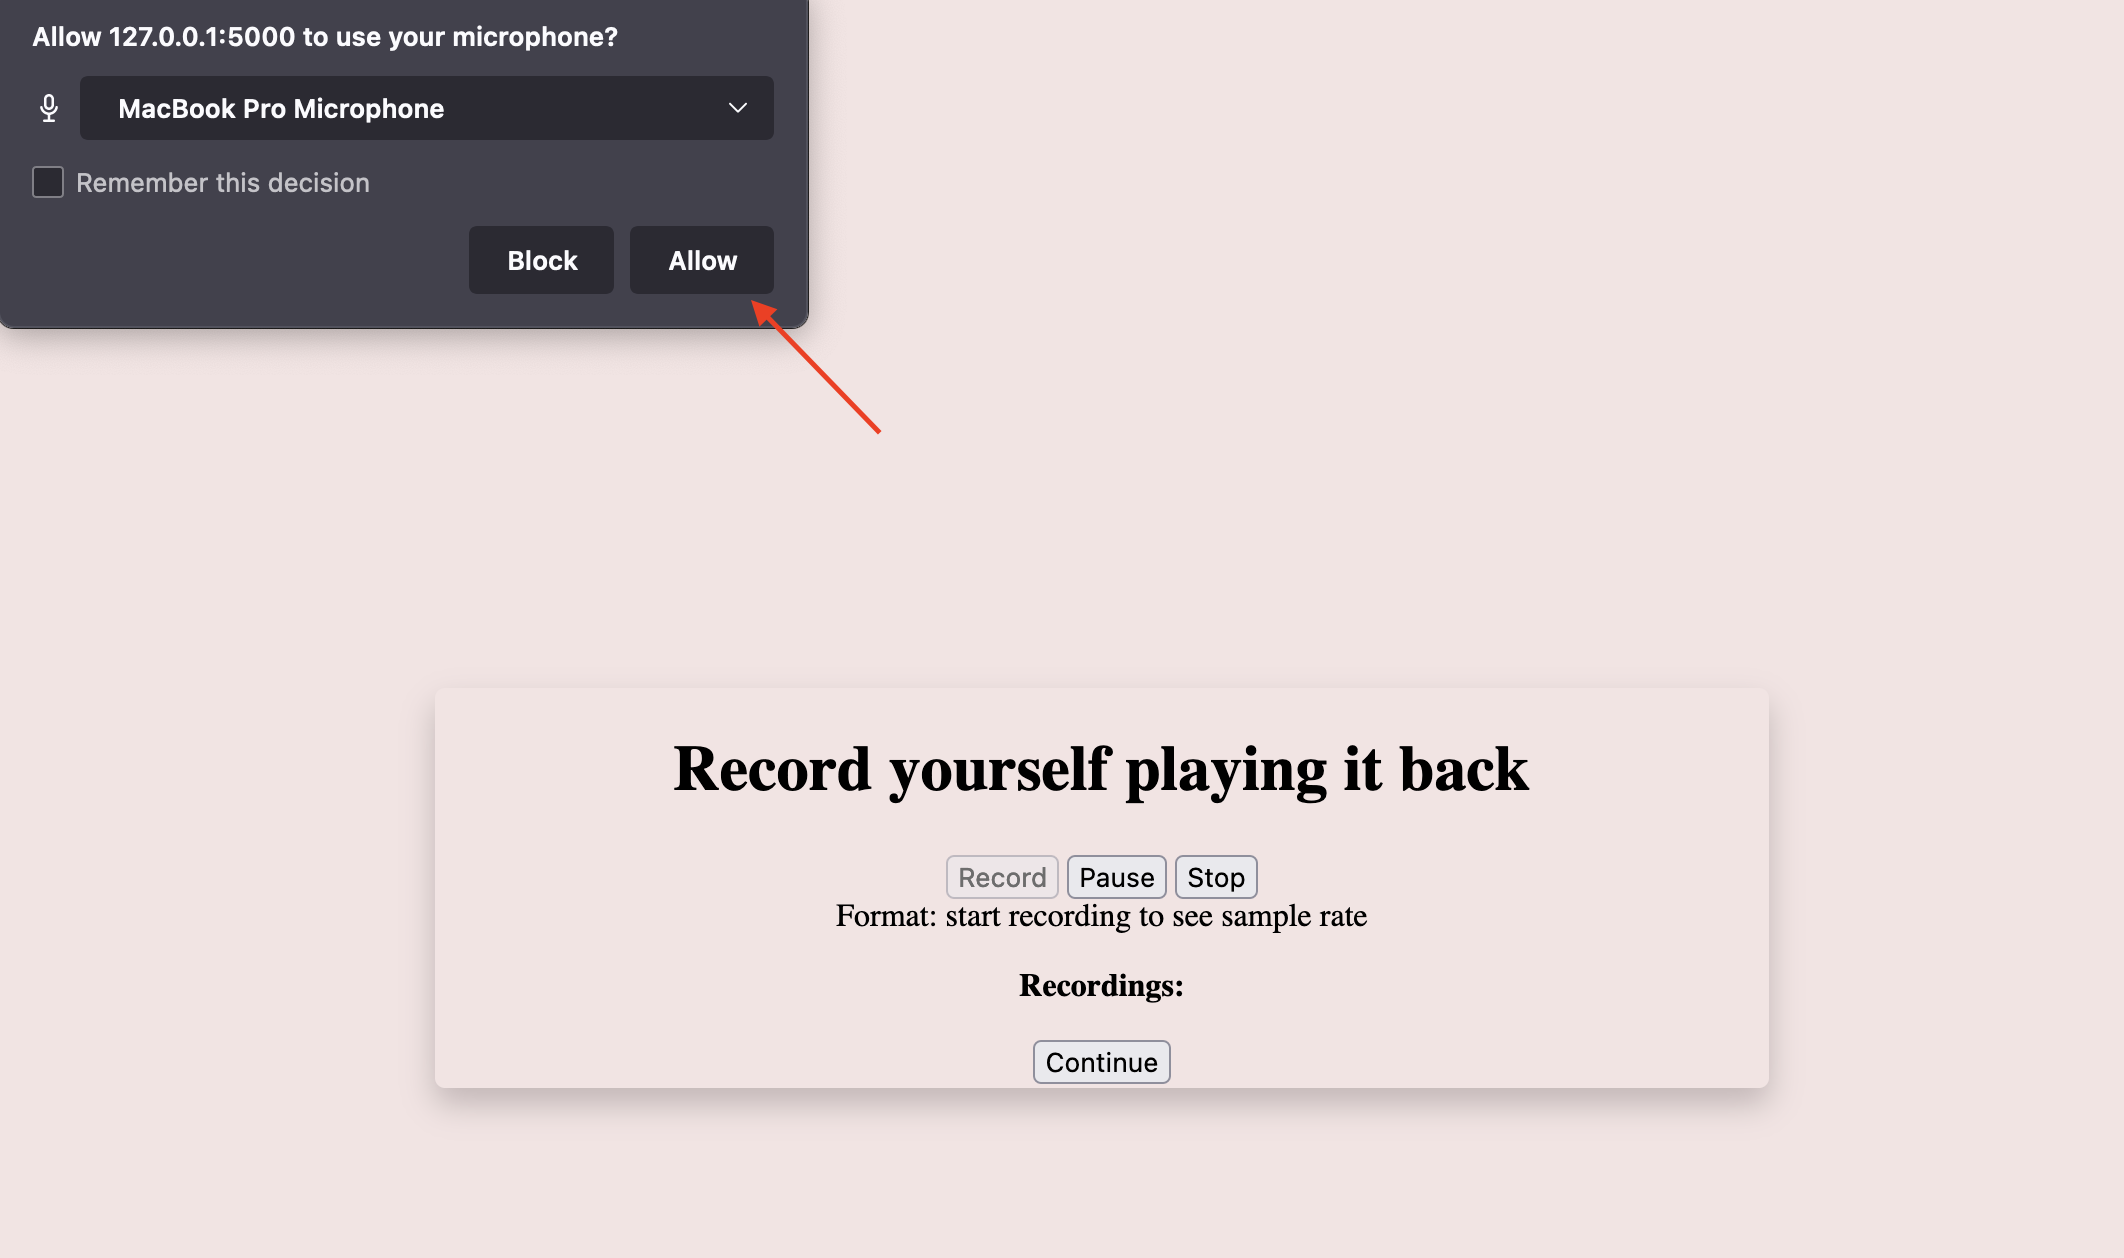 Allow 127.0.0.1:5000 to use your microphone?
MacBook Pro Microphone
Remember this decision
Block Allow
Record yourself playing it back
Record Pause Stop
Format: start recording to see sample rate
Recordings:
Continue